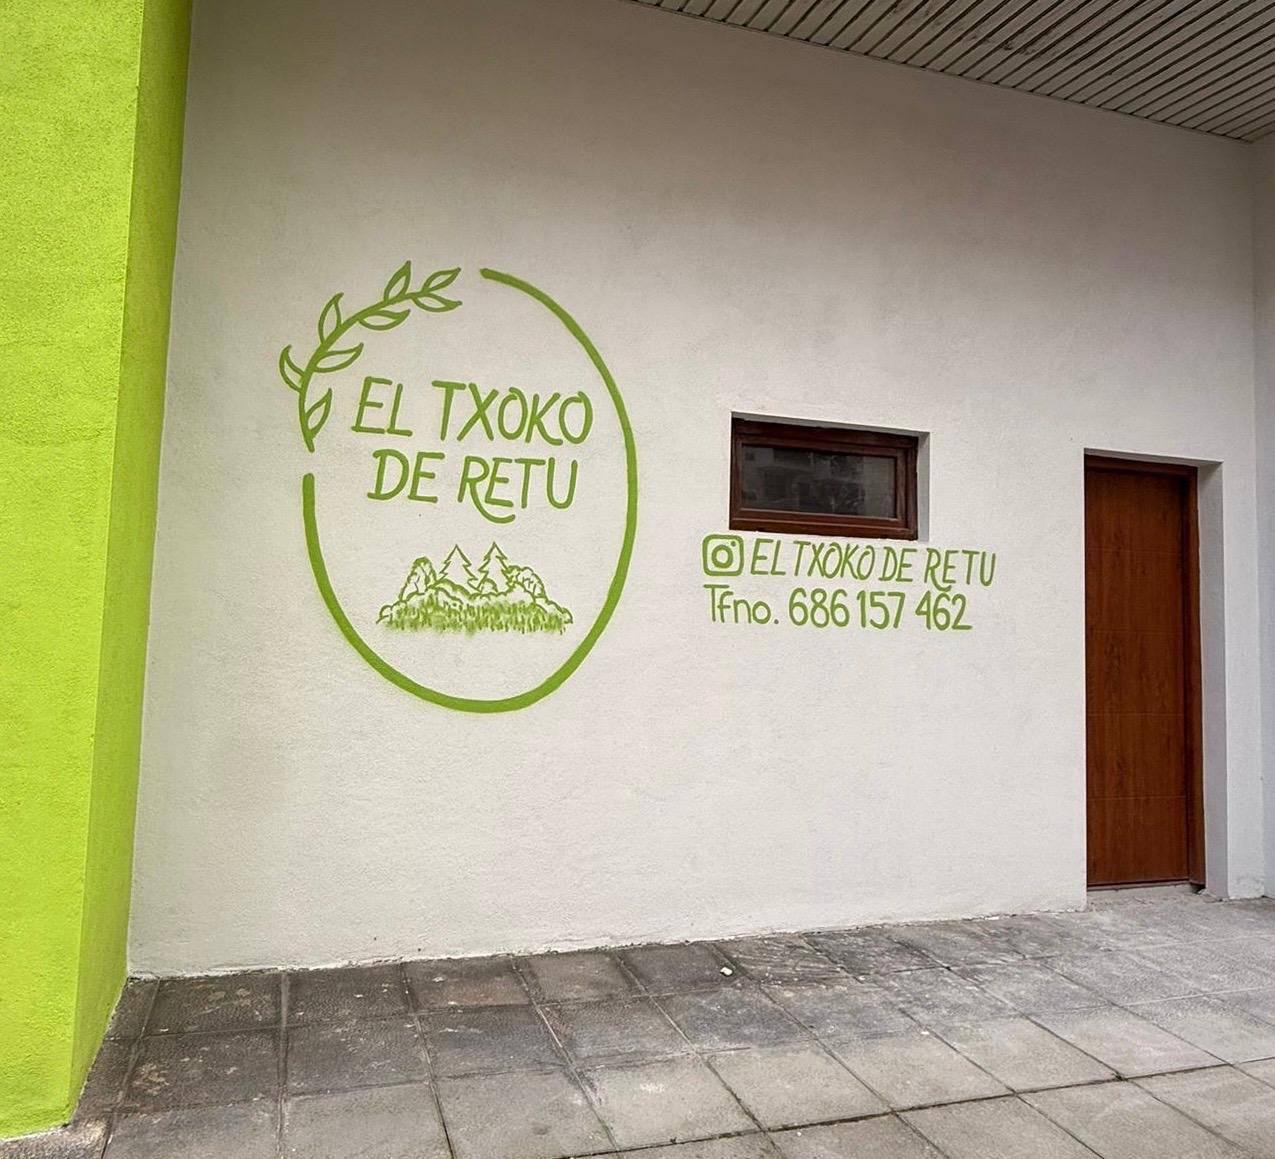 EL TXOKO
DE RETU
EL TXOKO DE RETU
Tfno. 686 157 462